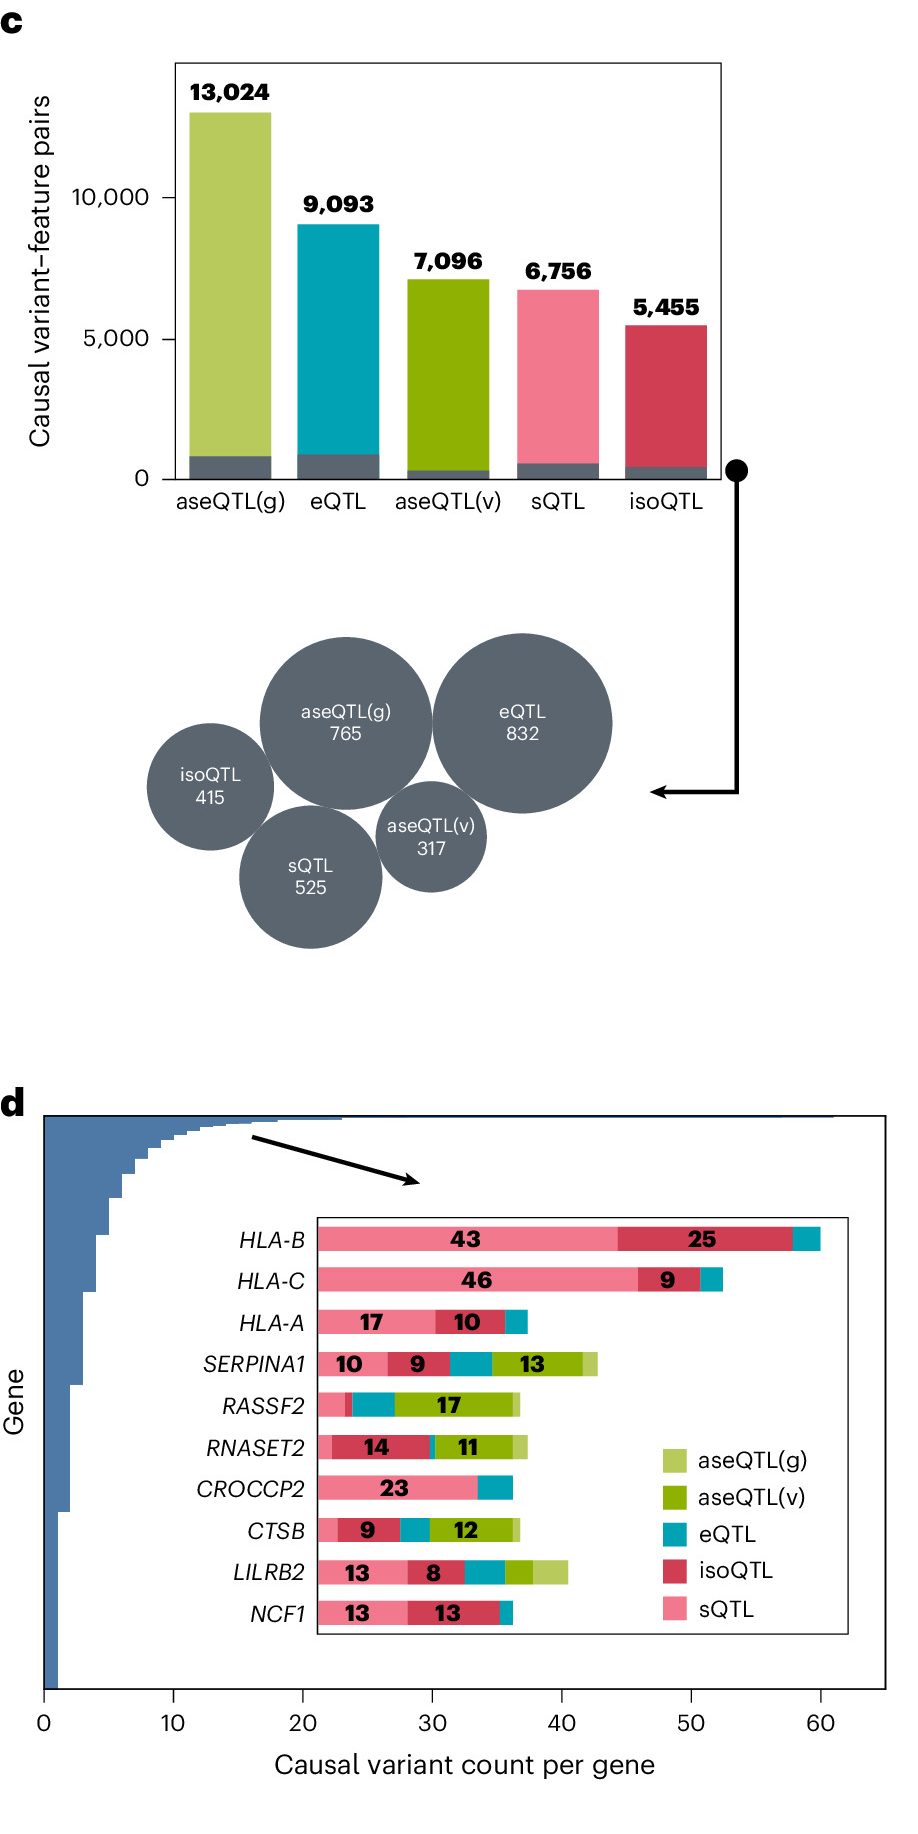 c
Causal variant–feature pairs
13,024
10,000
9,093
7,096
6,756
5,455
5,000
0
aseQTL(g) eQTL aseQTL(v) sQTL isoQTL
aseQTL(g)
765
eQTL
832
isoQTL
415
aseQTL(v)
317
sQTL
525
d
Gene
HLA-B 43 25
HLA-C 46 9
HLA-A 17 10
SERPINA1 10 9 13
RASSF2 17
RNASET2 14 11
CROCCP2 23
CTSB 9 12
LILRB2 13 8
NCF1 13 13
aseQTL(g)
aseQTL(v)
eQTL
isoQTL
sQTL
0 10 20 30 40 50 60
Causal variant count per gene